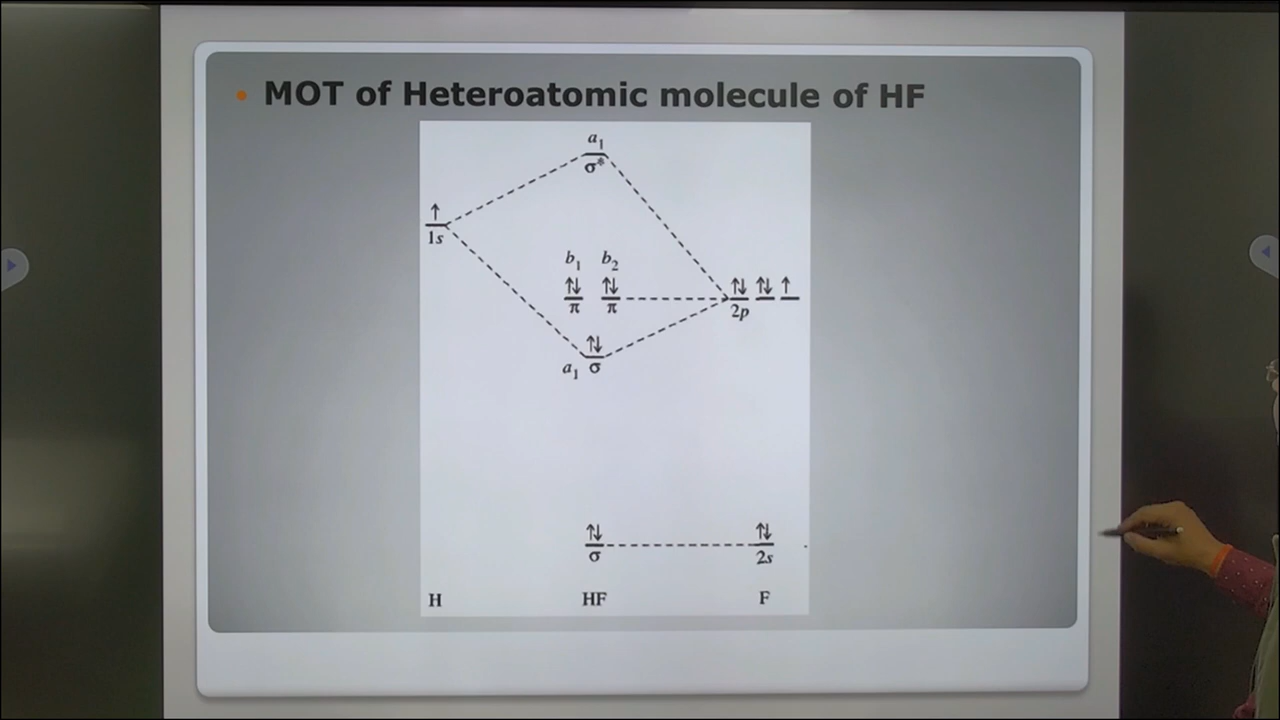 • MOT of Heteroatomic molecule of HF
a₁
σ*
1s
b₁ b₂
π π
2p
a₁ σ
σ
2s
H HF F